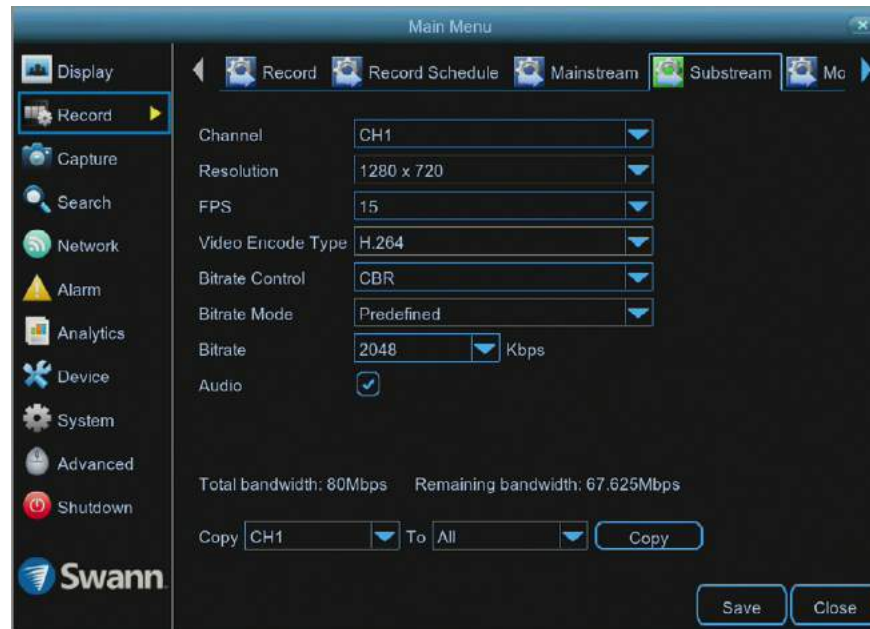 Main Menu
Display
Record
Capture
Search
Network
Alarm
Analytics
Device
System
Advanced
Shutdown
Swann
Record Record Schedule Mainstream Substream Mo
Channel CH1
Resolution 1280 x 720
FPS 15
Video Encode Type H.264
Bitrate Control CBR
Bitrate Mode Predefined
Bitrate 2048 Kbps
Audio
Total bandwidth: 80Mbps Remaining bandwidth: 67.625Mbps
Copy CH1 To All Copy
Save Close